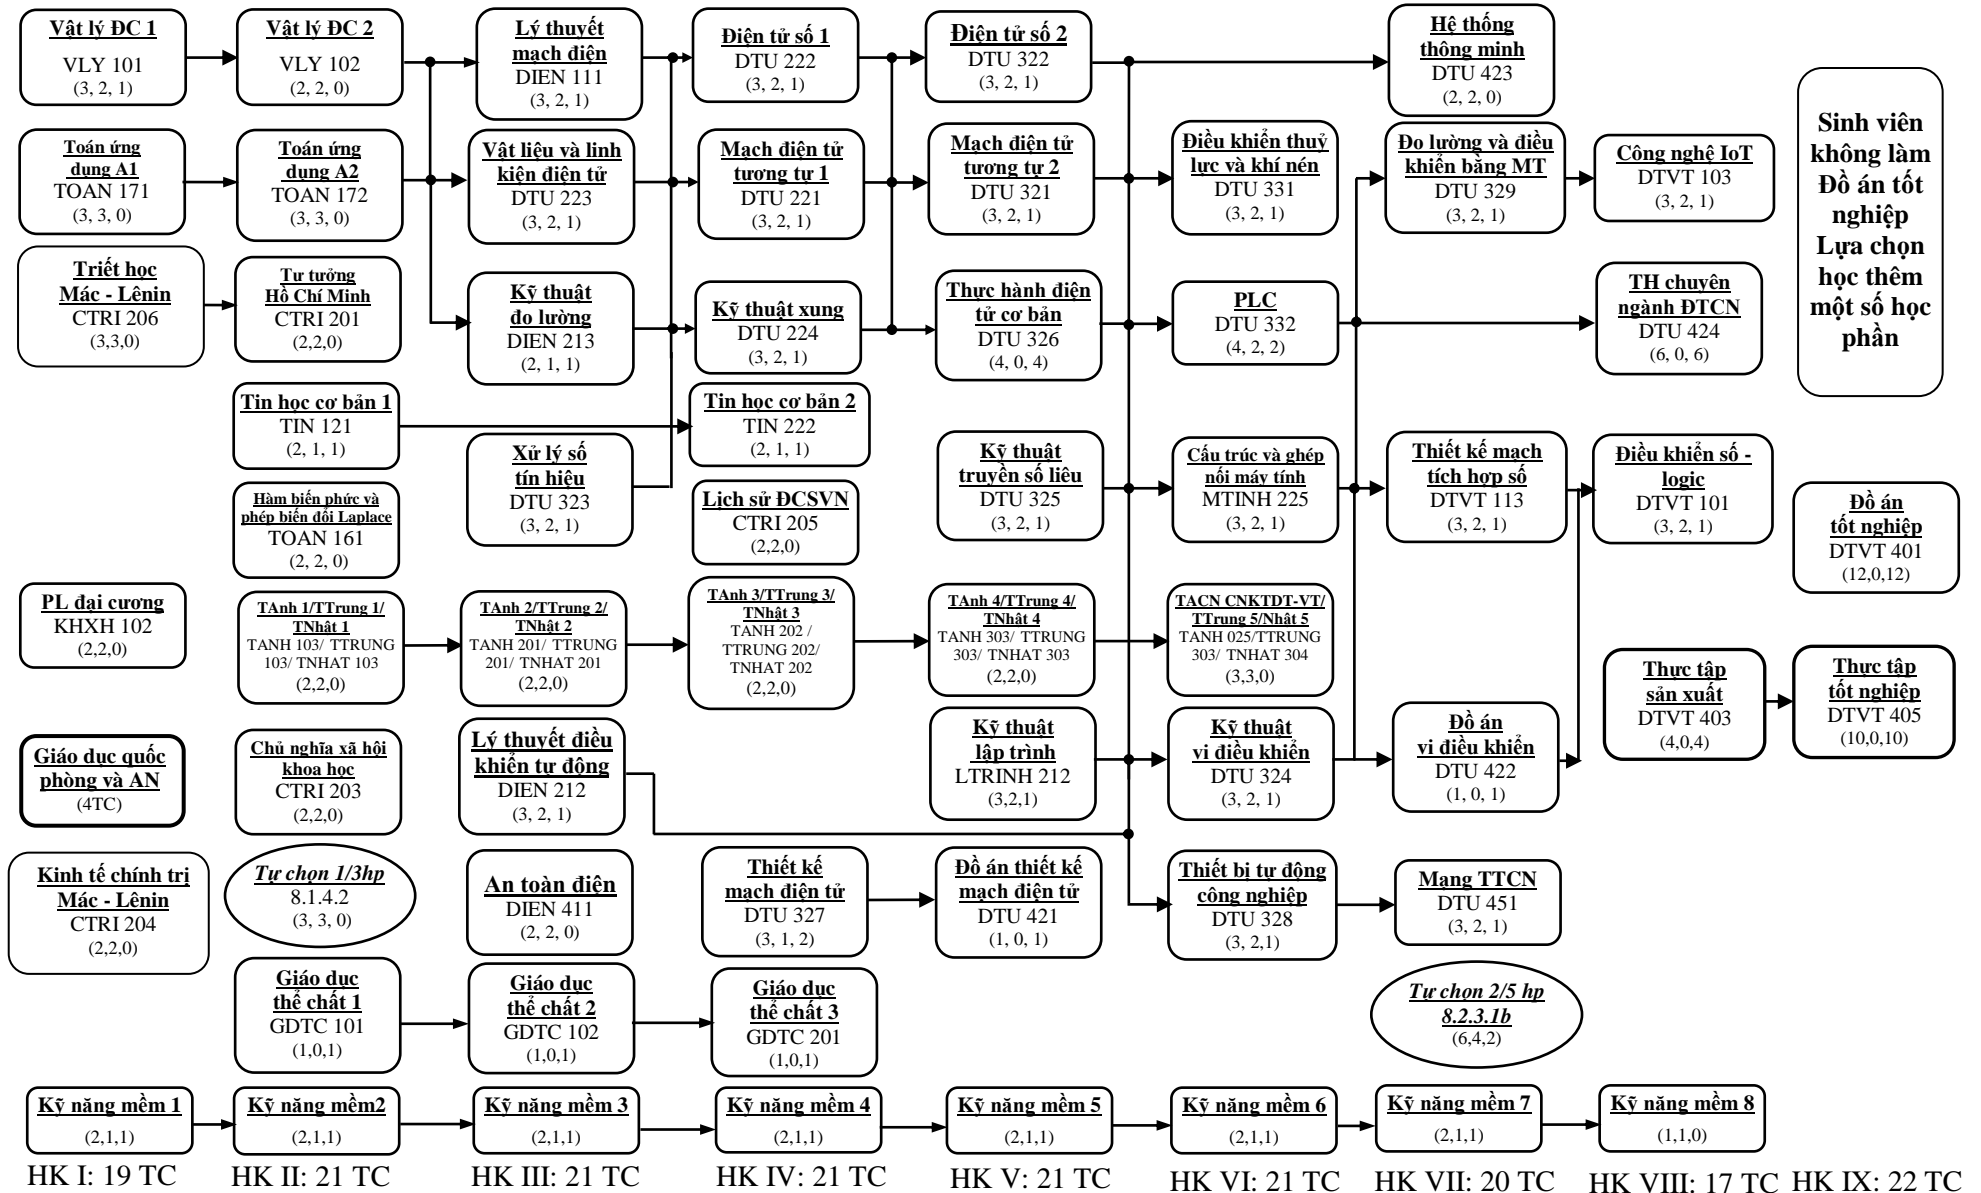 Vật lý ĐC 1
VLY 101
(3, 2, 1)
Toán ứng
dụng A1
TOAN 171
(3, 3, 0)
Triết học
Mác - Lênin
CTRI 206
(3,3,0)
PL đại cương
KHXH 102
(2,2,0)
Giáo dục quốc
phòng và AN
(4TC)
Kinh tế chính trị
Mác - Lênin
CTRI 204
(2,2,0)
Kỹ năng mềm 1
(2,1,1)
HK I: 19 TC
Vật lý ĐC 2
VLY 102
(2, 2, 0)
Toán ứng
dụng A2
TOAN 172
(3, 3, 0)
Tư tưởng
Hồ Chí Minh
CTRI 201
(2,2,0)
Tin học cơ bản 1
TIN 121
(2, 1, 1)
Hàm biến phức và
phép biến đổi Laplace
TOAN 161
(2, 2, 0)
TAnh 1/TTrung 1/
TNhật 1
TANH 103/ TTRUNG
103/ TNHAT 103
(2,2,0)
Chủ nghĩa xã hội
khoa học
CTRI 203
(2,2,0)
Tự chọn 1/3hp
8.1.4.2
(3, 3, 0)
Giáo dục
thể chất 1
GDTC 101
(1,0,1)
Kỹ năng mềm2
(2,1,1)
HK II: 21 TC
Lý thuyết
mạch điện
DIEN 111
(3, 2, 1)
Vật liệu và linh
kiện điện tử
DTU 223
(3, 2, 1)
Kỹ thuật
đo lường
DIEN 213
(2, 1, 1)
Xử lý số
tín hiệu
DTU 323
(3, 2, 1)
TAnh 2/TTrung 2/
TNhật 2
TANH 201/ TTRUNG
201/ TNHAT 201
(2,2,0)
Lý thuyết điều
khiển tự động
DIEN 212
(3, 2, 1)
An toàn điện
DIEN 411
(2, 2, 0)
Giáo dục
thể chất 2
GDTC 102
(1,0,1)
Kỹ năng mềm 3
(2,1,1)
HK III: 21 TC
Điện tử số 1
DTU 222
(3, 2, 1)
Mạch điện tử
tương tự 1
DTU 221
(3, 2, 1)
Kỹ thuật xung
DTU 224
(3, 2, 1)
Tin học cơ bản 2
TIN 222
(2, 1, 1)
Lịch sử ĐCSVN
CTRI 205
(2,2,0)
TAnh 3/TTrung 3/
TNhật 3
TANH 202 /
TTRUNG 202/
TNHAT 202
(2,2,0)
Thiết kế
mạch điện tử
DTU 327
(3, 1, 2)
Giáo dục
thể chất 3
GDTC 201
(1,0,1)
Kỹ năng mềm 4
(2,1,1)
HK IV: 21 TC
Điện tử số 2
DTU 322
(3, 2, 1)
Mạch điện tử
tương tự 2
DTU 321
(3, 2, 1)
Thực hành điện
tử cơ bản
DTU 326
(4, 0, 4)
Kỹ thuật
truyền số liêu
DTU 325
(3, 2, 1)
TAnh 4/TTrung 4/
TNhật 4
TANH 303/ TTRUNG
303/ TNHAT 303
(2,2,0)
Kỹ thuật
lập trình
LTRINH 212
(3,2,1)
Đồ án thiết kế
mạch điện tử
DTU 421
(1, 0, 1)
Kỹ năng mềm 5
(2,1,1)
HK V: 21 TC
Điều khiển thuỷ
lực và khí nén
DTU 331
(3, 2, 1)
PLC
DTU 332
(4, 2, 2)
Cấu trúc và ghép
nối máy tính
MTINH 225
(3, 2, 1)
TACN CNKTDT-VT/
TTrung 5/Nhật 5
TANH 025/TTRUNG
303/ TNHAT 304
(3,3,0)
Kỹ thuật
vi điều khiển
DTU 324
(3, 2, 1)
Thiết bị tự động
công nghiệp
DTU 328
(3, 2,1)
Kỹ năng mềm 6
(2,1,1)
HK VI: 21 TC
Hệ thống
thông minh
DTU 423
(2, 2, 0)
Đo lường và điều
khiển bằng MT
DTU 329
(3, 2, 1)
Thiết kế mạch
tích hợp số
DTVT 113
(3, 2, 1)
Đồ án
vi điều khiển
DTU 422
(1, 0, 1)
Mạng TTCN
DTU 451
(3, 2, 1)
Tự chọn 2/5 hp
8.2.3.1b
(6,4,2)
Kỹ năng mềm 7
(2,1,1)
HK VII: 20 TC
Công nghệ IoT
DTVT 103
(3, 2, 1)
TH chuyên
ngành ĐTCN
DTU 424
(6, 0, 6)
Điều khiển số -
logic
DTVT 101
(3, 2, 1)
Thực tập
sản xuất
DTVT 403
(4,0,4)
Kỹ năng mềm 8
(1,1,0)
HK VIII: 17 TC
Sinh viên
không làm
Đồ án tốt
nghiệp
Lựa chọn
học thêm
một số học
phần
Đồ án
tốt nghiệp
DTVT 401
(12,0,12)
Thực tập
tốt nghiệp
DTVT 405
(10,0,10)
HK IX: 22 TC